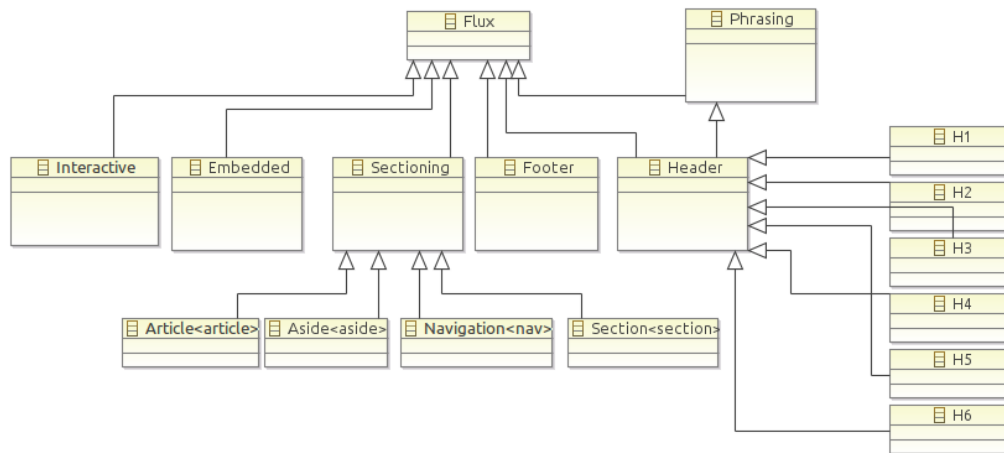 Flux
Phrasing
H1
Interactive
Embedded
Sectioning
Footer
Header
H2
H3
H4
Article<article>
Aside<aside>
Navigation<nav>
Section<section>
H5
H6